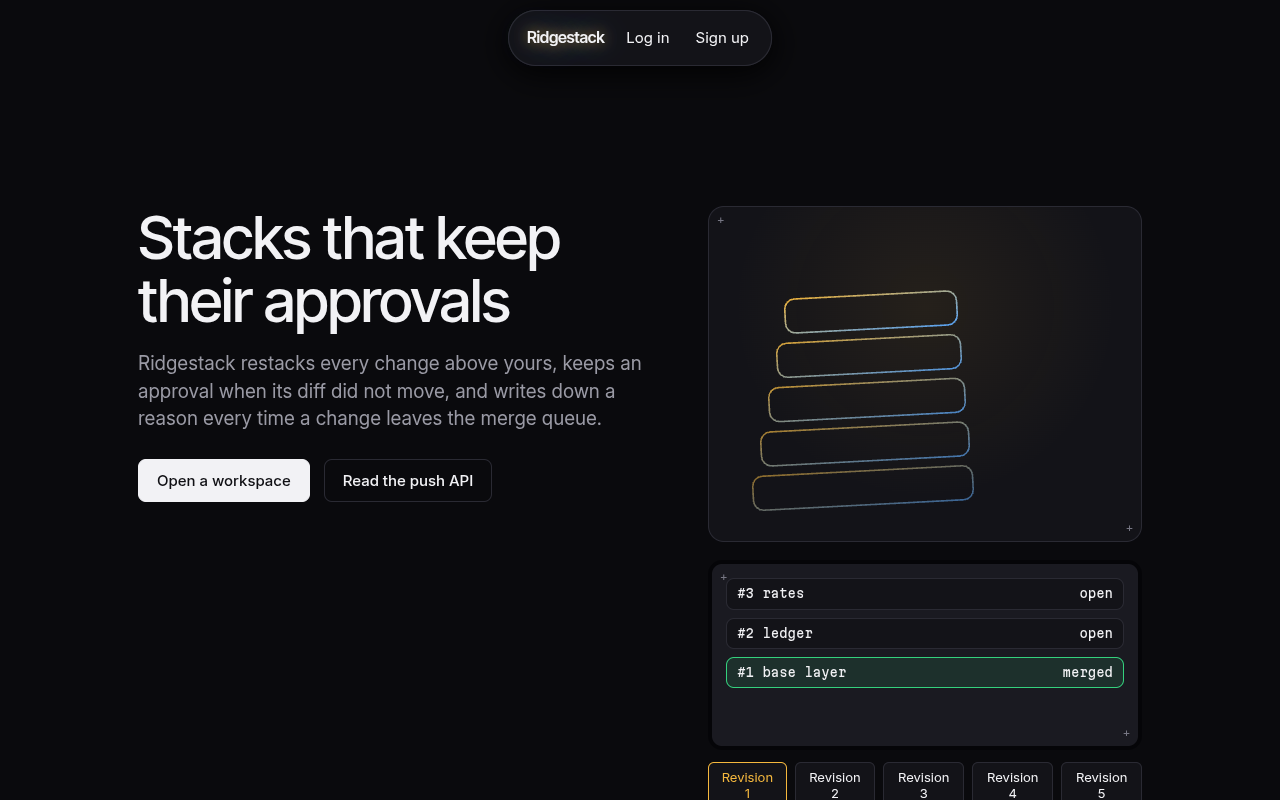 Ridgestack Log in Sign up
Stacks that keep
their approvals
Ridgestack restacks every change above yours, keeps an
approval when its diff did not move, and writes down a
reason every time a change leaves the merge queue.
Open a workspace Read the push API
+
+
+
#3 rates open
#2 ledger open
#1 base layer merged
+
Revision 1
Revision 2
Revision 3
Revision 4
Revision 5